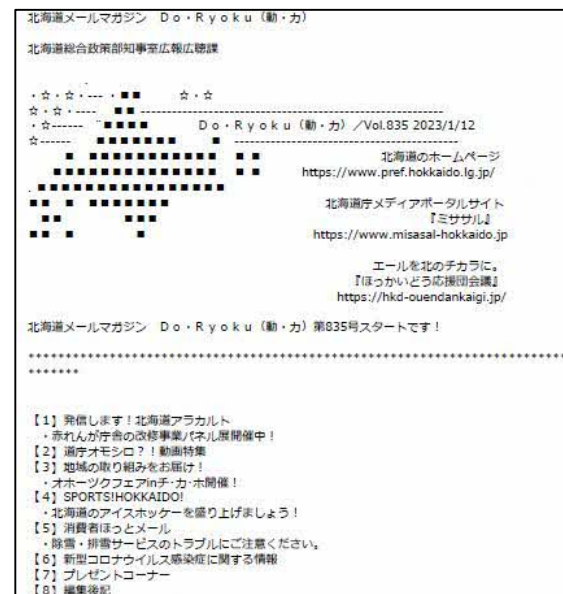 北海道メールマガジン Do・Ryoku（動・力）
北海道総合政策部知事室広報広聴課
・☆・☆・--- ・■■ ☆・☆
☆・☆・---- ■■ ------------------------------------------------------
・☆------ ¨■■■■ Do・Ryoku（動・力）／Vol.835 2023/1/12
☆------ ■■■■■■■ ■ --------------------------------------
■ ■■■■■■■■■■■ ■ ■ 北海道のホームページ
■■■■■■■■■■■■■■ ■ ■ https://www.pref.hokkaido.lg.jp/
. ■■■■■■■■■■■■■■■■
■■ ■ ■■■■■■■ 北海道庁メディアポータルサイト
■■ ■■■ 『ミササル』
■■ ■ ■ https://www.misasal-hokkaido.jp
エールを北のチカラに。
『ほっかいどう応援団会議』
https://hkd-ouendankaigi.jp/
北海道メールマガジン Do・Ryoku（動・力）第835号スタートです！
****************************************************************************
*******
【1】発信します！北海道アラカルト
・赤れんが庁舎の改修事業パネル展開催中！
【2】道庁オモシロ？！動画特集
【3】地域の取り組みをお届け！
・オホーツクフェアinチ・カ・ホ開催！
【4】SPORTS!HOKKAIDO!
・北海道のアイスホッケーを盛り上げましょう！
【5】消費者ほっとメール
・除雪・排雪サービスのトラブルにご注意ください。
【6】新型コロナウイルス感染症に関する情報
【7】プレゼントコーナー
【8】編集後記